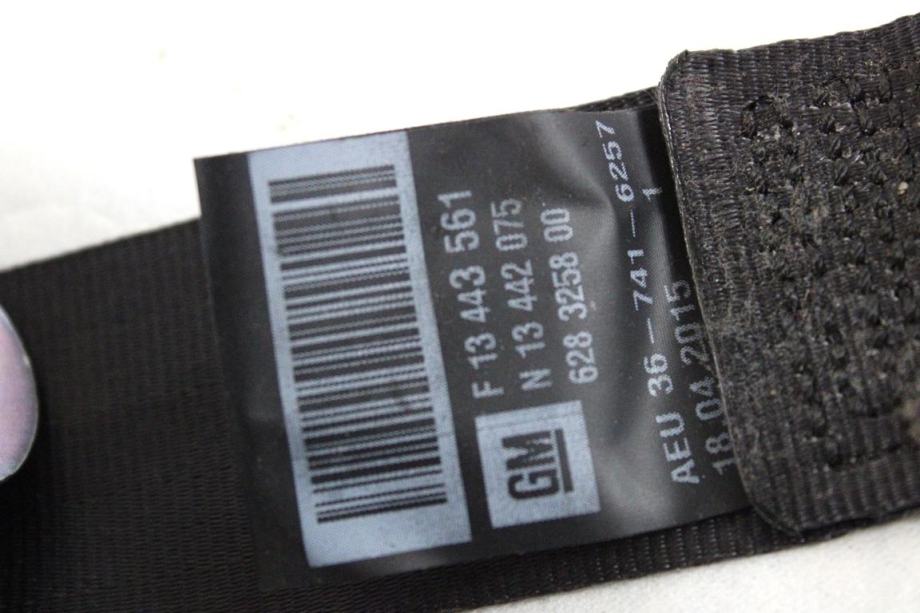 F 13 443 561
N 13 442 075
628 3258 00
GM
AEU 36-741-6257
1
18.04.2015